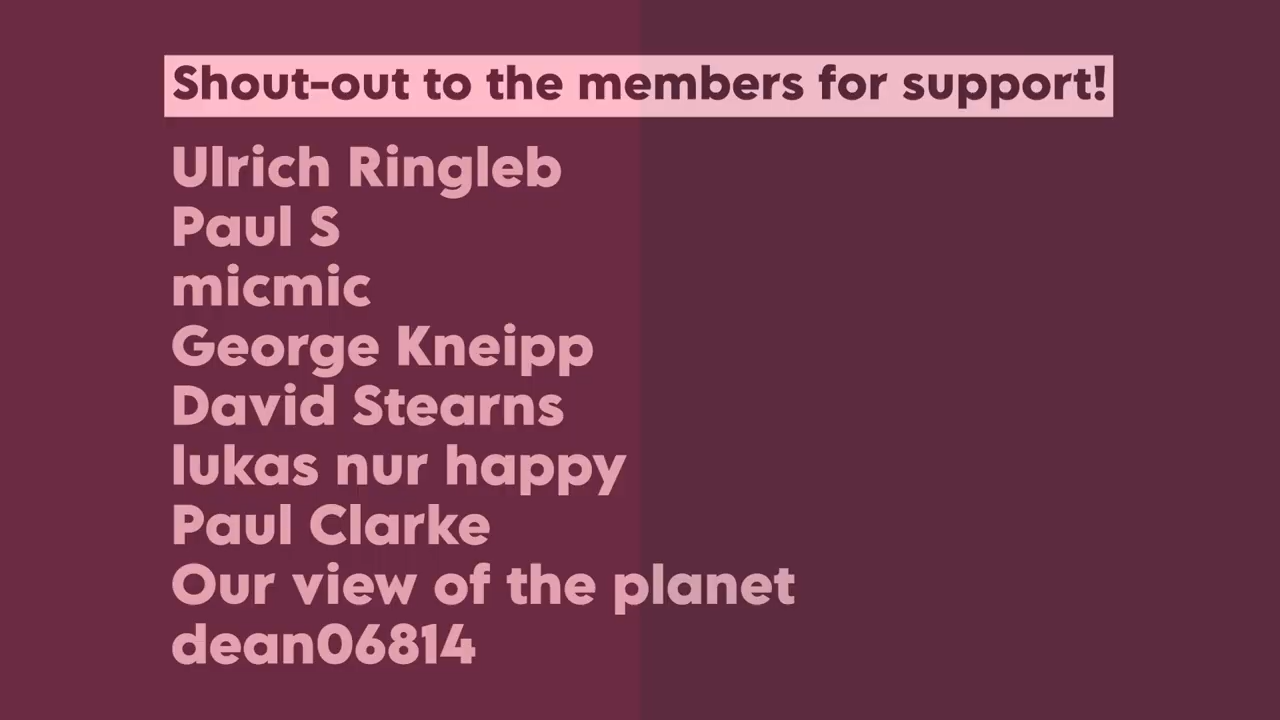 Shout-out to the members for support!
Ulrich Ringleb
Paul S
micmic
George Kneipp
David Stearns
lukas nur happy
Paul Clarke
Our view of the planet
dean06814